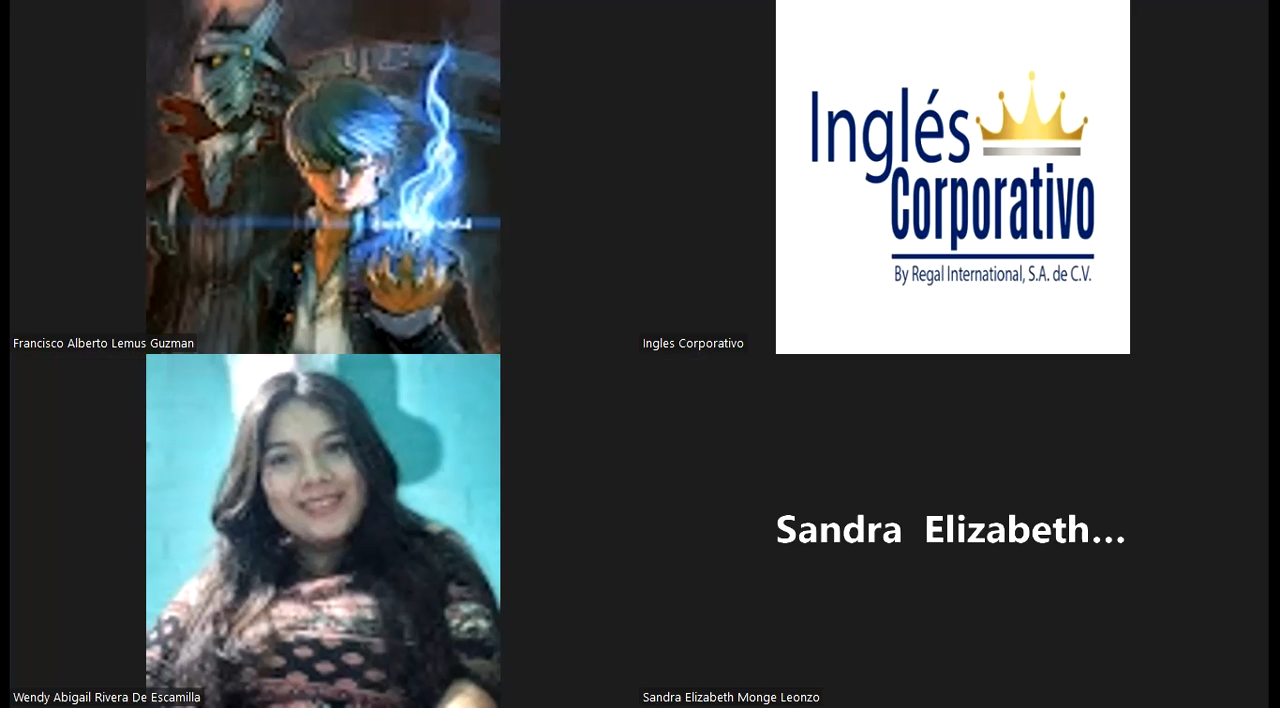 Inglés
Corporativo
By Regal International, S.A. de C.V.
Francisco Alberto Lemus Guzman
Ingles Corporativo
Sandra Elizabeth...
Wendy Abigail Rivera De Escamilla
Sandra Elizabeth Monge Leonzo